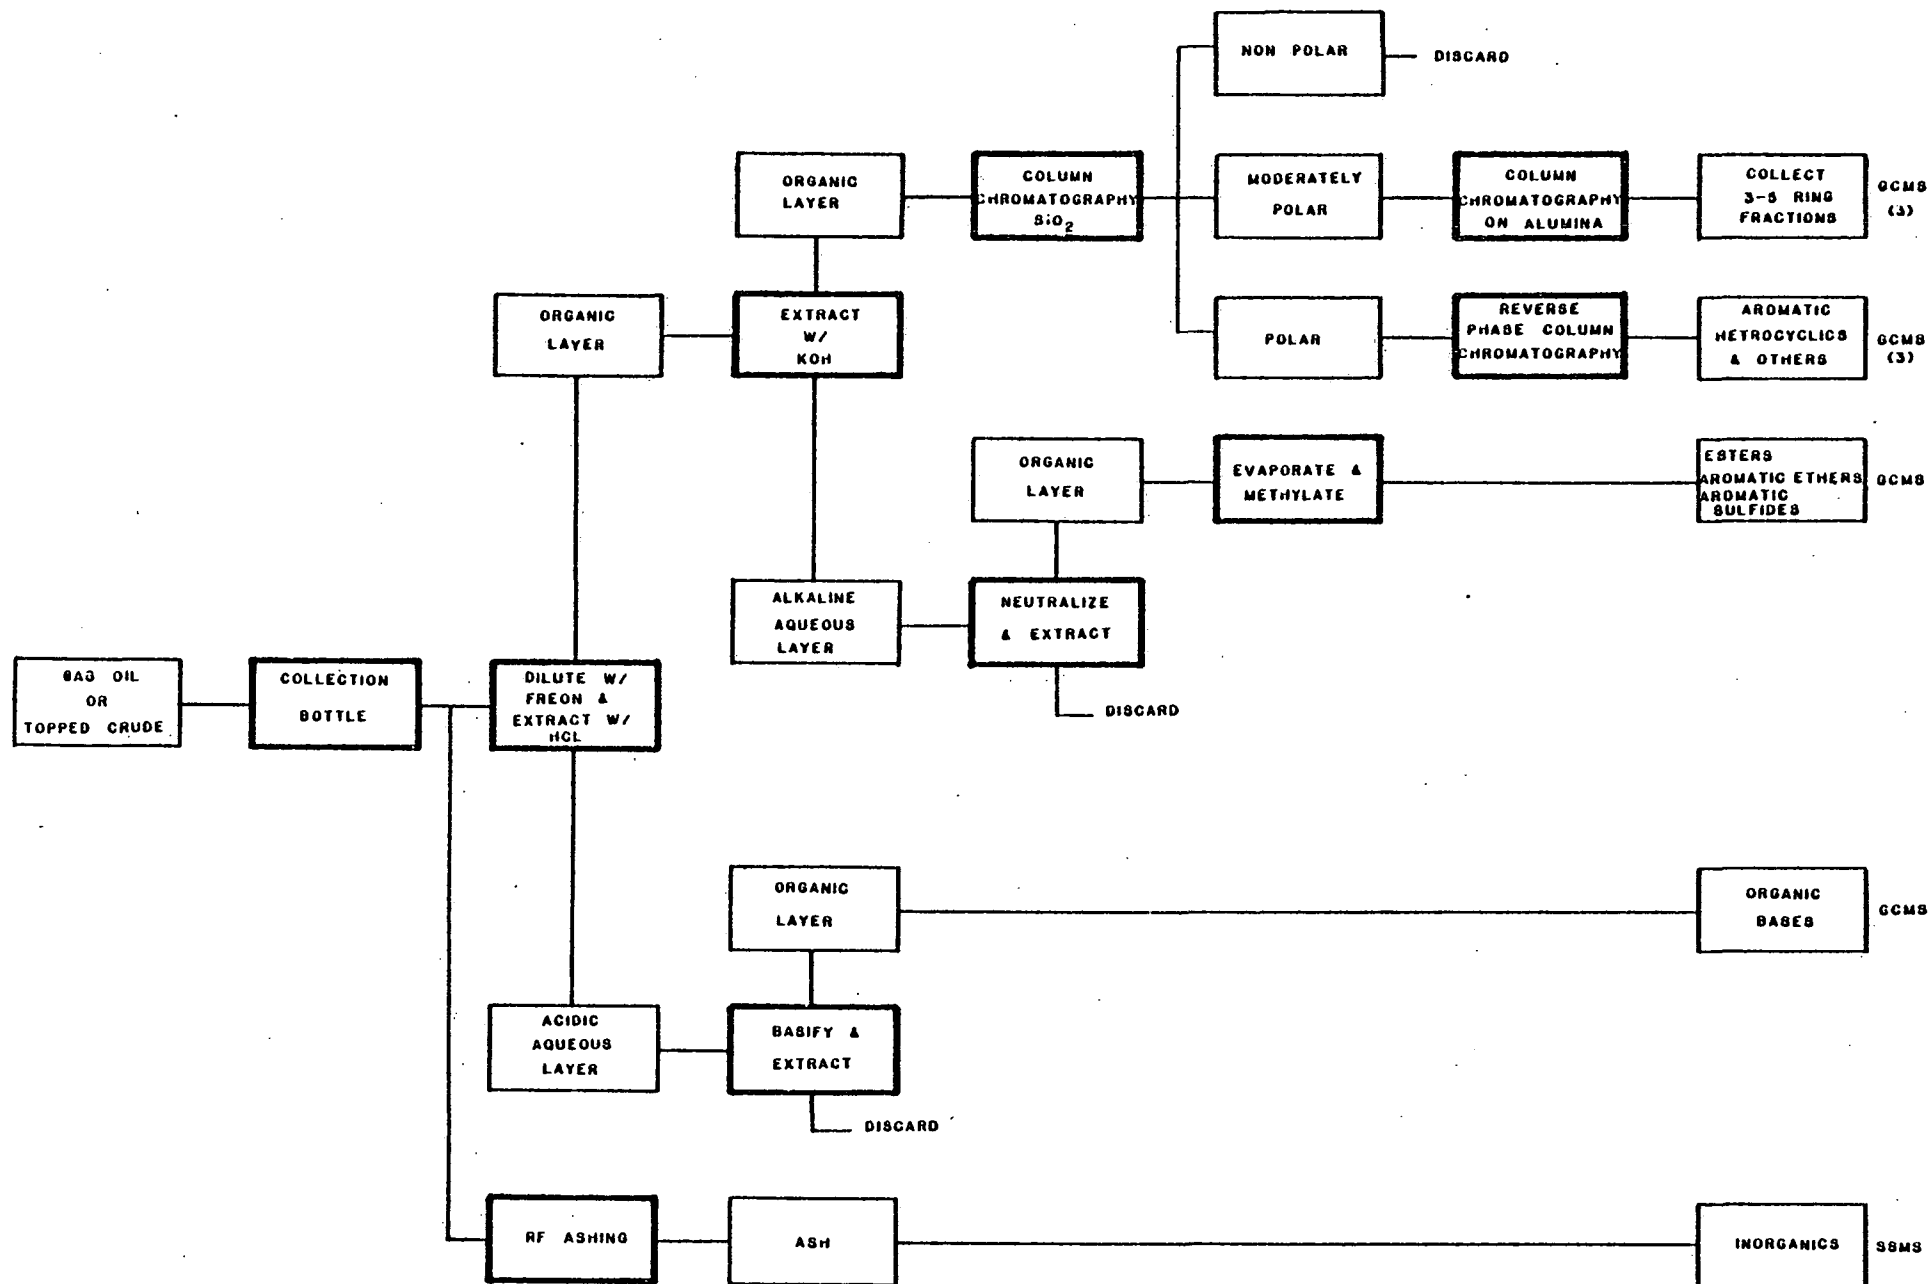 NON POLAR
DISCARD
ORGANIC
LAYER
COLUMN
CHROMATOGRAPHY
SiO2
MODERATELY
POLAR
COLUMN
CHROMATOGRAPHY
ON ALUMINA
COLLECT
3-5 RING
FRACTIONS
GCMS
(3)
ORGANIC
LAYER
EXTRACT
W/
KOH
POLAR
REVERSE
PHASE COLUMN
CHROMATOGRAPHY
AROMATIC
HETROCYCLICS
& OTHERS
GCMS
(3)
ORGANIC
LAYER
EVAPORATE &
METHYLATE
ESTERS
AROMATIC ETHERS
AROMATIC
SULFIDES
GCMS
ALKALINE
AQUEOUS
LAYER
NEUTRALIZE
& EXTRACT
DISCARD
GAS OIL
OR
TOPPED CRUDE
COLLECTION
BOTTLE
DILUTE W/
FREON &
EXTRACT W/
HCL
ORGANIC
LAYER
ORGANIC
BASES
GCMS
ACIDIC
AQUEOUS
LAYER
BASIFY &
EXTRACT
DISCARD
RF ASHING
ASH
INORGANICS
SSMS